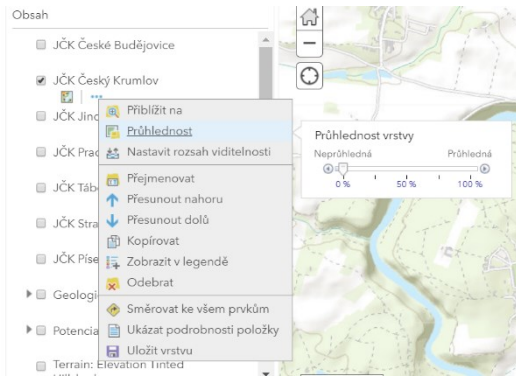 Obsah
JČK České Budějovice
JČK Český Krumlov
Přiblížit na
JČK Jind
Průhlednost
JČK Prac
Nastavit rozsah viditelnosti
Přejmenovat
JČK Tábo
Přesunout nahoru
JČK Stra
Přesunout dolů
Kopírovat
JČK Píse
Zobrazit v legendě
Odebrat
Geologi
Směrovat ke všem prvkům
Potencia
Ukázat podrobnosti položky
Uložit vrstvu
Terrain: Elevation Tinted
Průhlednost vrstvy
Neprůhledná Průhledná
0 % 50 % 100 %